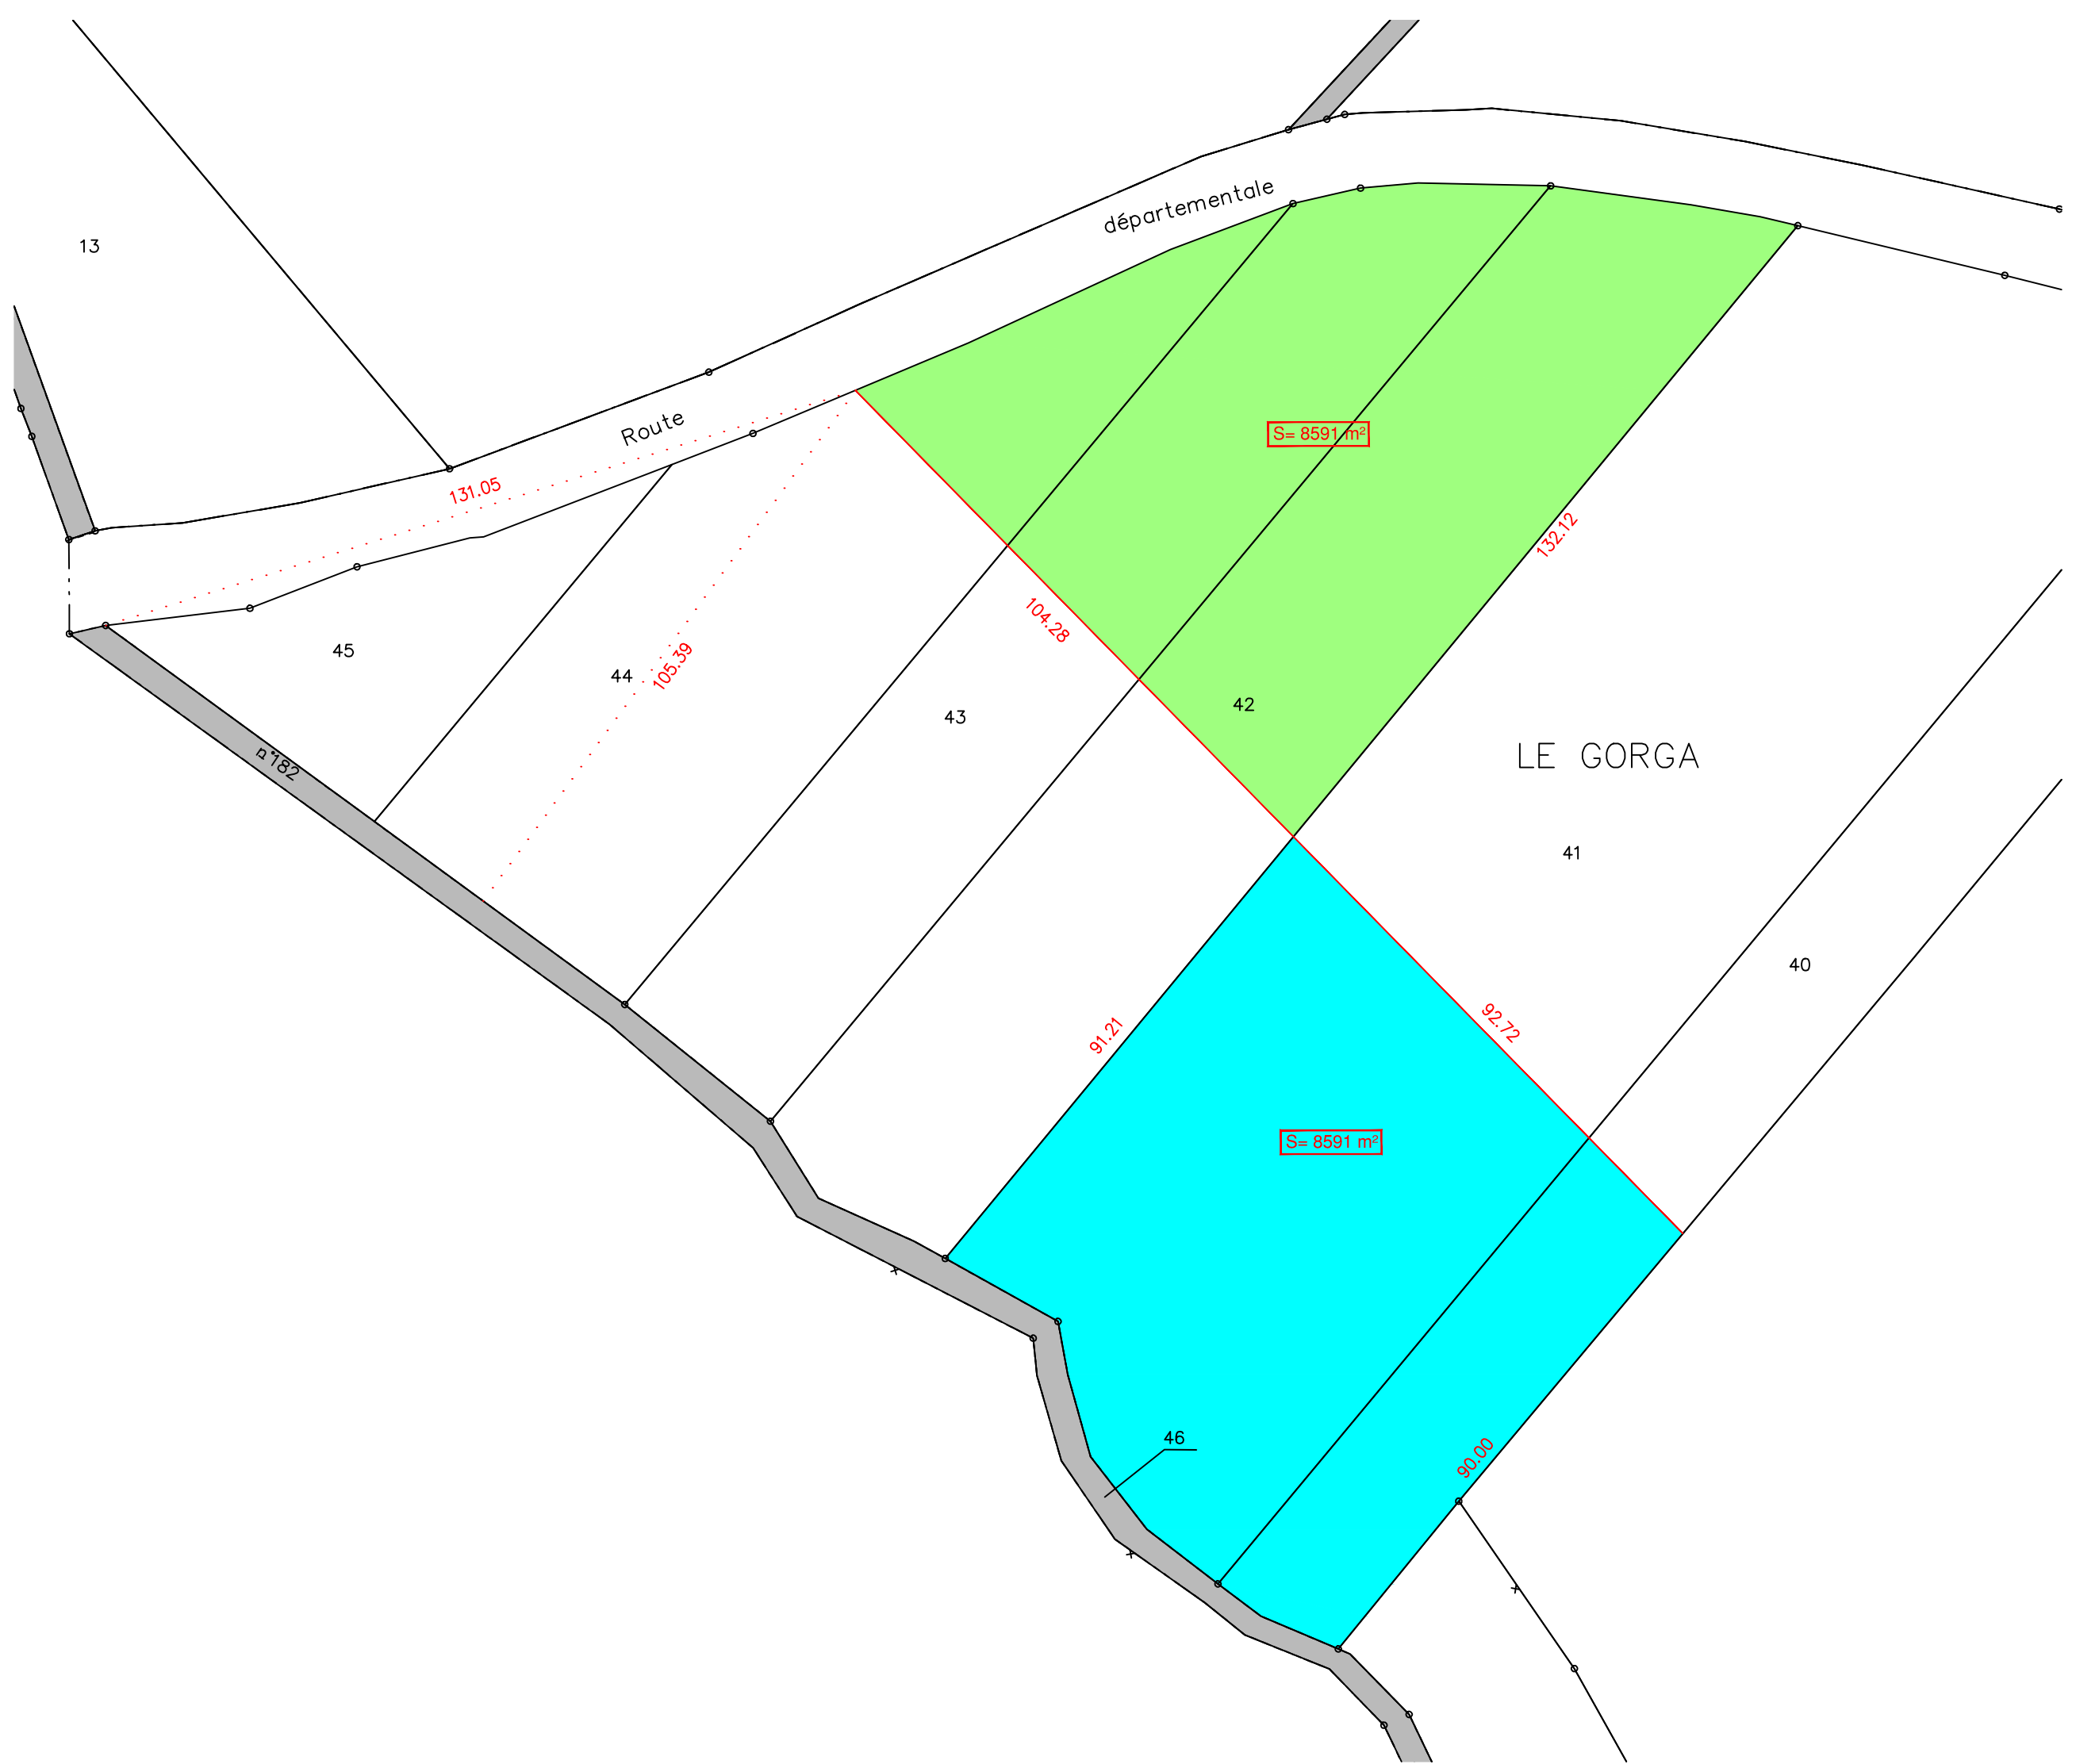 13
départementale
Route
S= 8591 m²
131.05
132.12
104.28
45
44
105.39
43
42
n°182
LE GORGA
41
40
91.21
92.72
S= 8591 m²
46
90.00